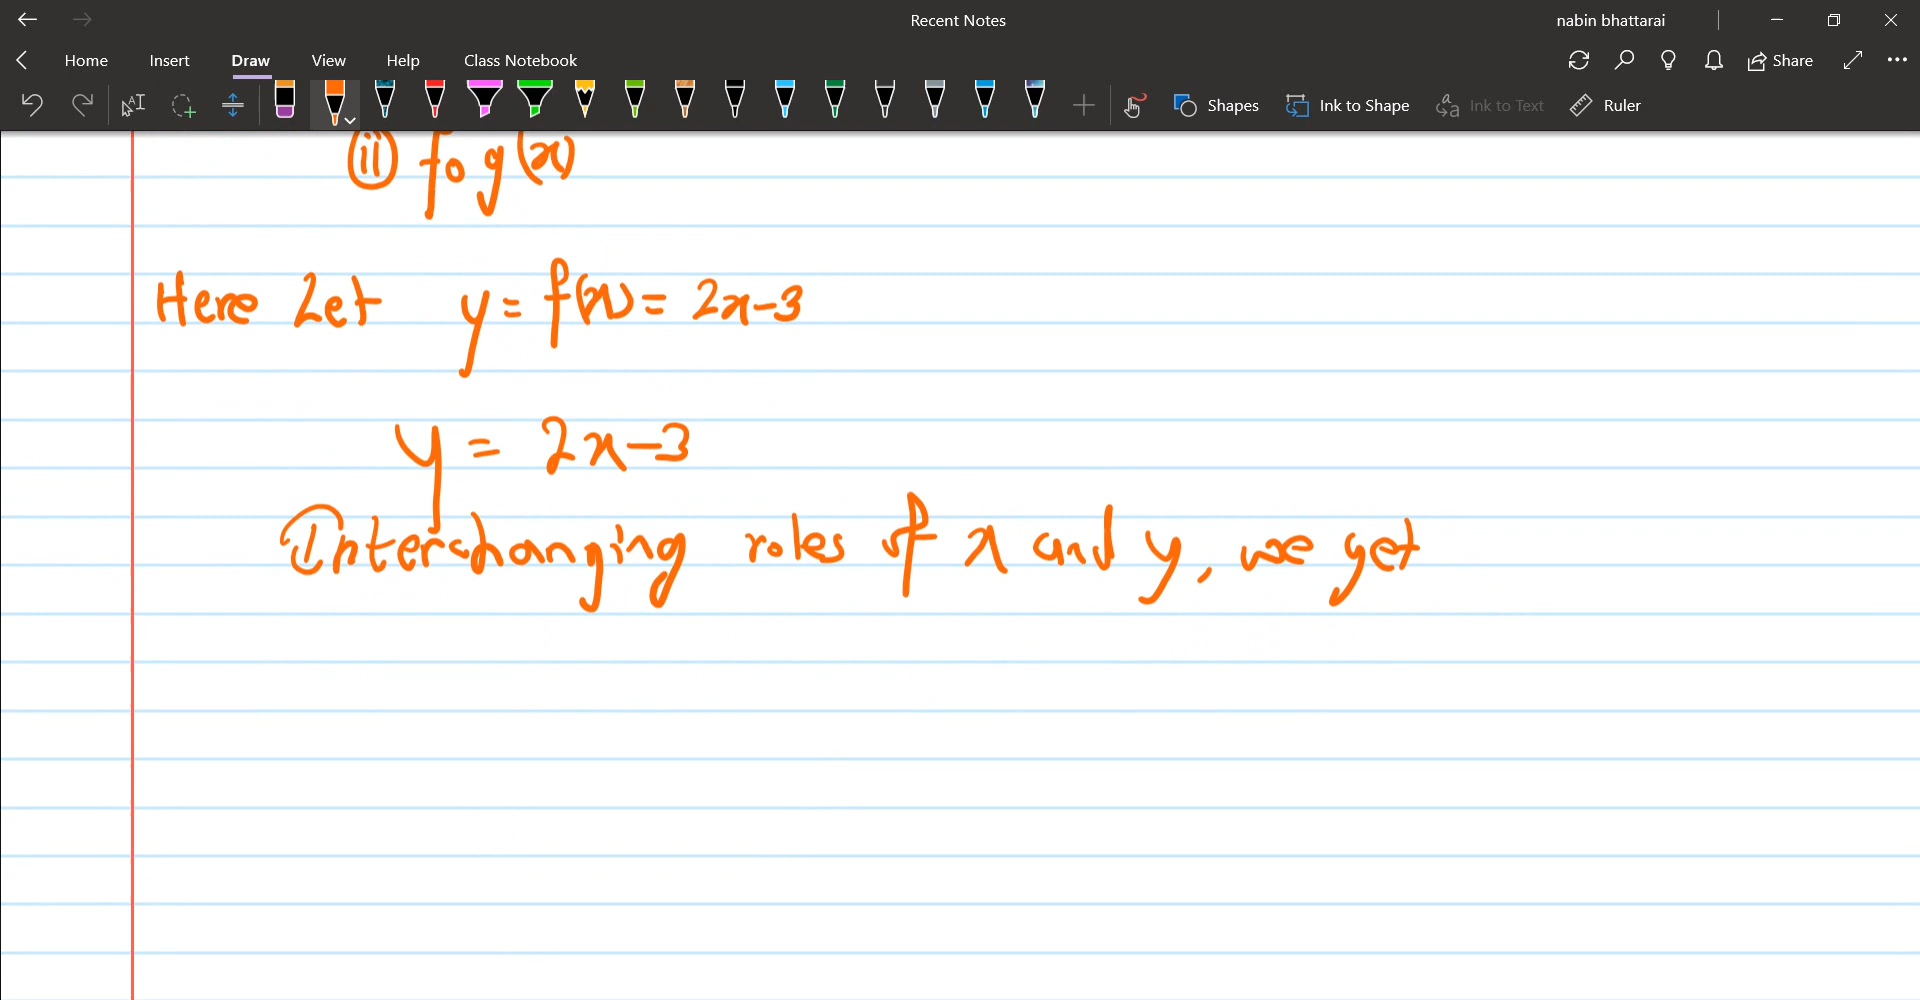 Recent Notes
nabin bhattarai
Home Insert Draw View Help Class Notebook
Share
Shapes Ink to Shape Ink to Text Ruler
(ii) fog(x)
Here Let y = f(x) = 2x-3
y = 2x-3
Interchanging roles of x and y, we get